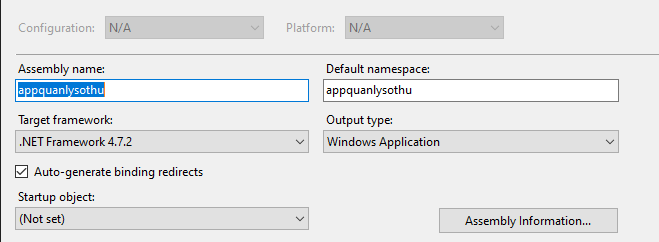 Configuration: N/A Platform: N/A
Assembly name: Default namespace:
appquanlysothu appquanlysothu
Target framework: Output type:
.NET Framework 4.7.2 Windows Application
Auto-generate binding redirects
Startup object:
(Not set) Assembly Information...